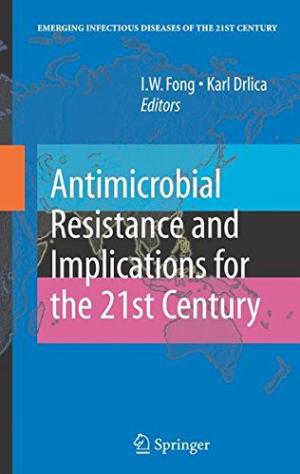 EMERGING INFECTIOUS DISEASES OF THE 21ST CENTURY
I.W. Fong • Karl Drlica
Editors
Antimicrobial
Resistance and
Implications for
the 21st Century
Springer